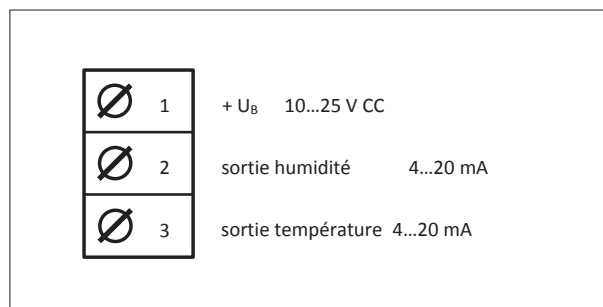 1 + UB 10...25 V CC
2 sortie humidité 4...20 mA
3 sortie température 4...20 mA